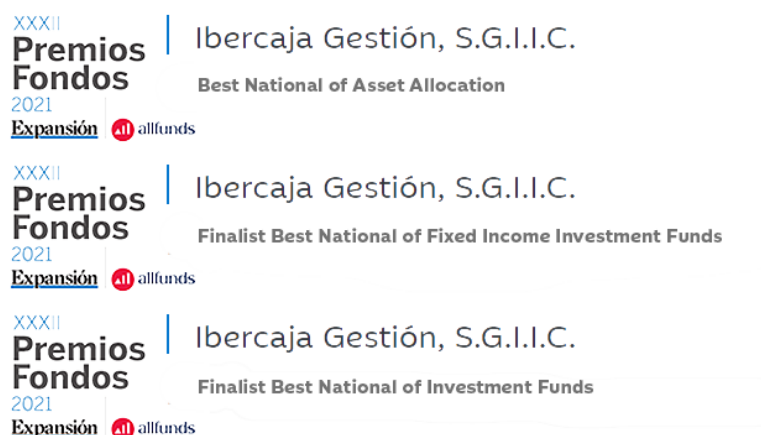 XXXII
Premios
Fondos
2021
Expansión allfunds
Ibercaja Gestión, S.G.I.I.C.
Best National of Asset Allocation
XXXII
Premios
Fondos
2021
Expansión allfunds
Ibercaja Gestión, S.G.I.I.C.
Finalist Best National of Fixed Income Investment Funds
XXXII
Premios
Fondos
2021
Expansión allfunds
Ibercaja Gestión, S.G.I.I.C.
Finalist Best National of Investment Funds